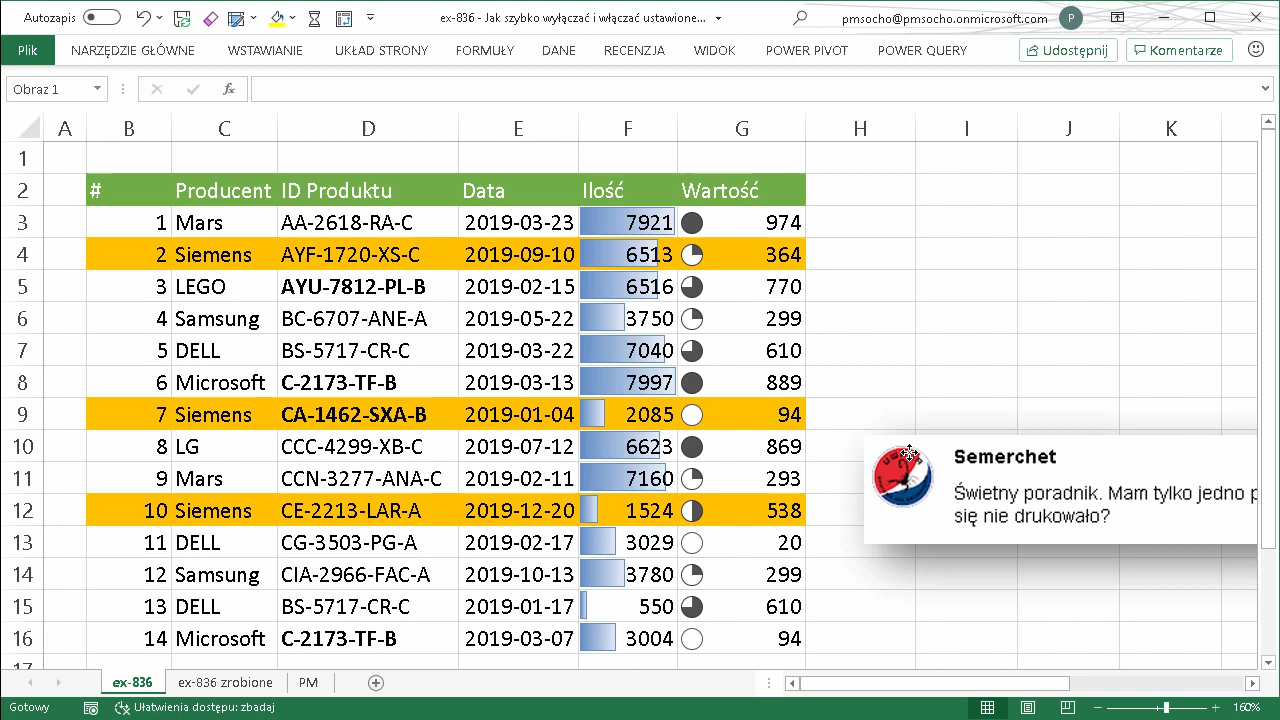 Autozapis
ex-836 - Jak szybko wyłączać i włączać ustawione...
pmsocho@pmsocho.onmicrosoft.com
P
Plik
NARZĘDZIE GŁÓWNE
WSTAWIANIE
UKŁAD STRONY
FORMUŁY
DANE
RECENZJA
WIDOK
POWER PIVOT
POWER QUERY
Udostępnij
Komentarze
Obraz 1
fx
A B C D E F G H I J K
1
2 # Producent ID Produktu Data Ilość Wartość
3 1 Mars AA-2618-RA-C 2019-03-23 7921 974
4 2 Siemens AYF-1720-XS-C 2019-09-10 6513 364
5 3 LEGO AYU-7812-PL-B 2019-02-15 6516 770
6 4 Samsung BC-6707-ANE-A 2019-05-22 3750 299
7 5 DELL BS-5717-CR-C 2019-03-22 7040 610
8 6 Microsoft C-2173-TF-B 2019-03-13 7997 889
9 7 Siemens CA-1462-SXA-B 2019-01-04 2085 94
10 8 LG CCC-4299-XB-C 2019-07-12 6623 869
11 9 Mars CCN-3277-ANA-C 2019-02-11 7160 293
12 10 Siemens CE-2213-LAR-A 2019-12-20 1524 538
13 11 DELL CG-3503-PG-A 2019-02-17 3029 20
14 12 Samsung CIA-2966-FAC-A 2019-10-13 3780 299
15 13 DELL BS-5717-CR-C 2019-01-17 550 610
16 14 Microsoft C-2173-TF-B 2019-03-07 3004 94
17
Semerchet
Świetny poradnik. Mam tylko jedno p
się nie drukowało?
ex-836
ex-836 zrobione
PM
Gotowy
Ułatwienia dostępu: zbadaj
160%